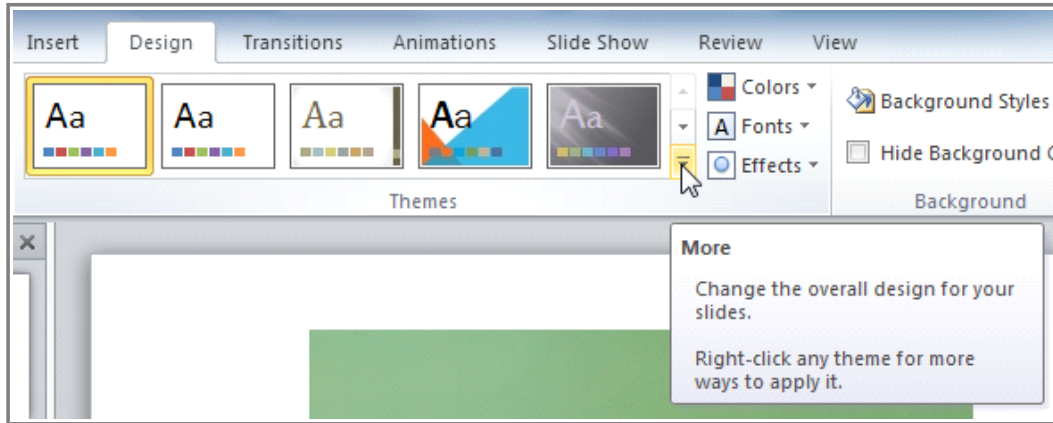 Insert Design Transitions Animations Slide Show Review View
Aa Aa Aa Aa Aa
Colors
A Fonts
Effects
Background Styles
Hide Background
Themes
Background
More
Change the overall design for your
slides.
Right-click any theme for more
ways to apply it.